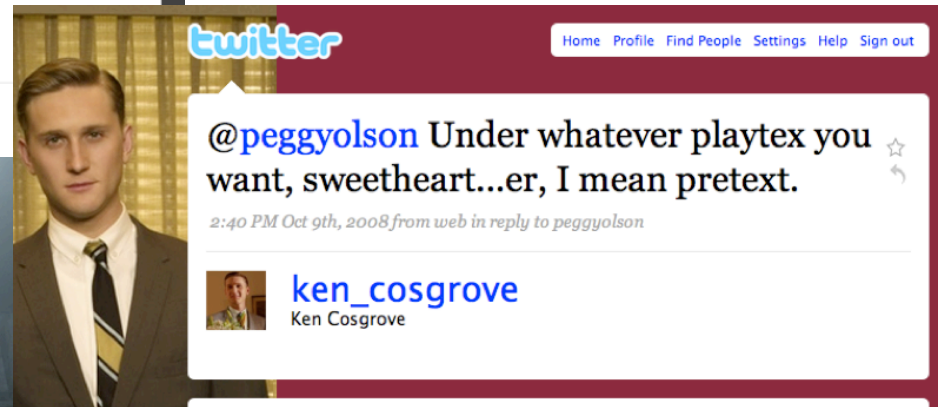 twitter
Home Profile Find People Settings Help Sign out
@peggyolson Under whatever playtex you
want, sweetheart...er, I mean pretext.
2:40 PM Oct 9th, 2008 from web in reply to peggyolson
ken_cosgrove
Ken Cosgrove